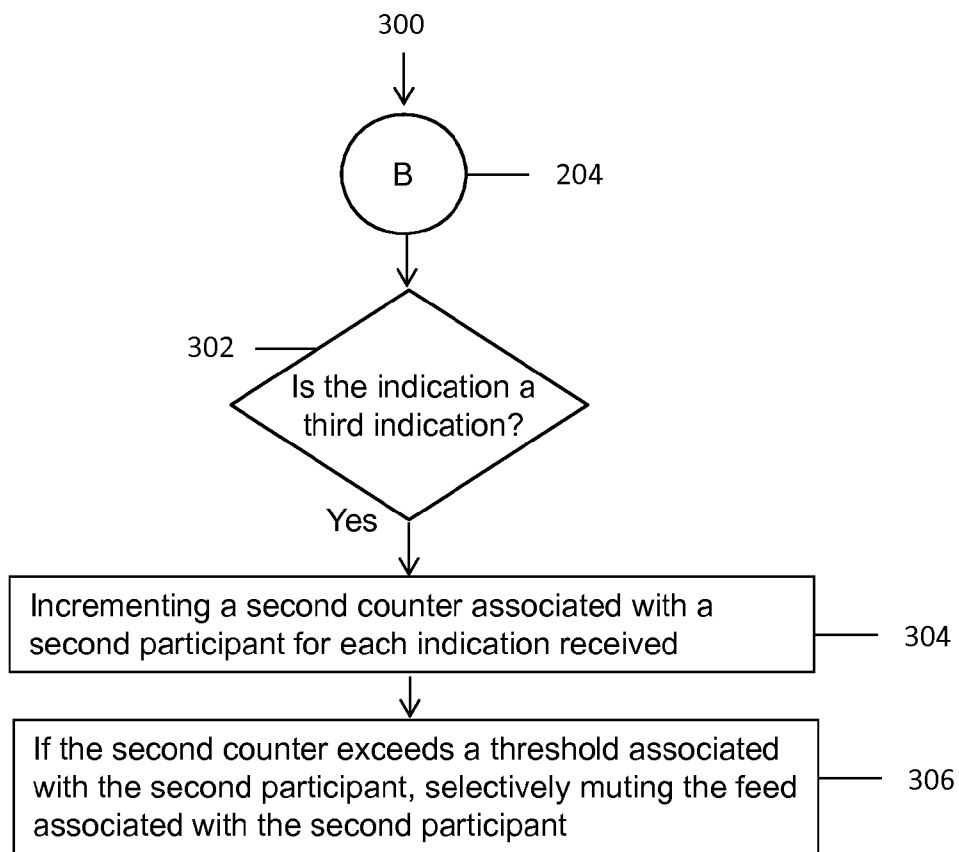 300
B
204
302
Is the indication a
third indication?
Yes
Incrementing a second counter associated with a
second participant for each indication received
304
If the second counter exceeds a threshold associated
with the second participant, selectively muting the feed
associated with the second participant
306